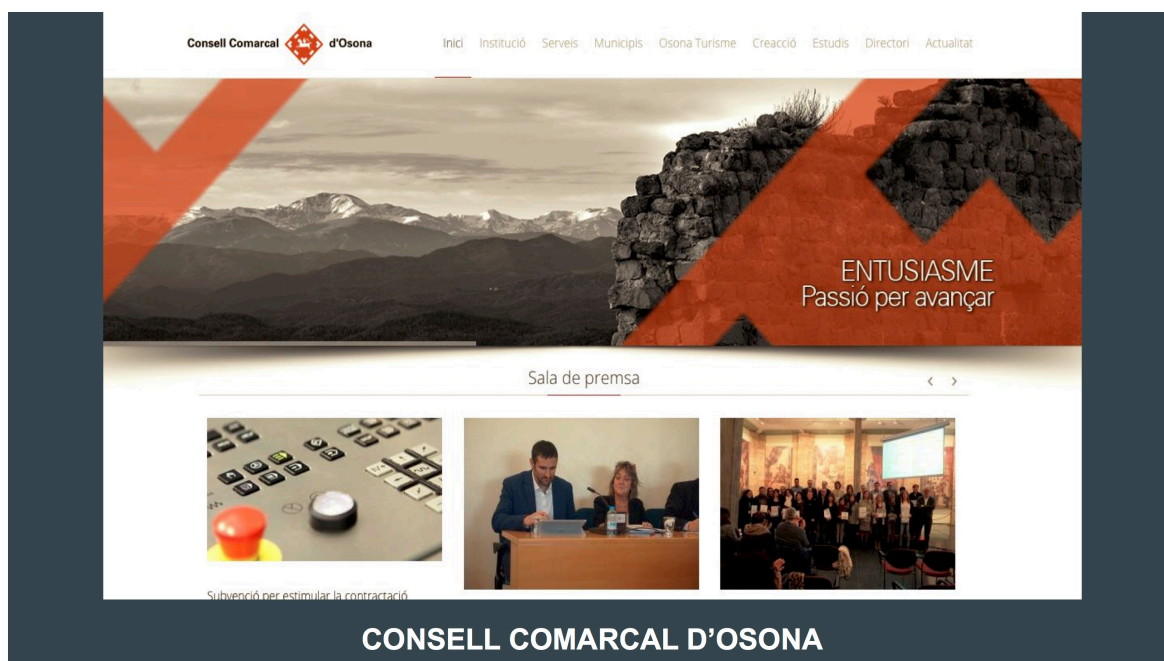 Consell Comarcal d'Osona
Inici Institució Serveis Municipis Osona Turisme Creacció Estudis Directori Actualitat
ENTUSIASME
Passió per avançar
Sala de premsa
Subvenció per estimular la contractació
CONSELL COMARCAL D’OSONA